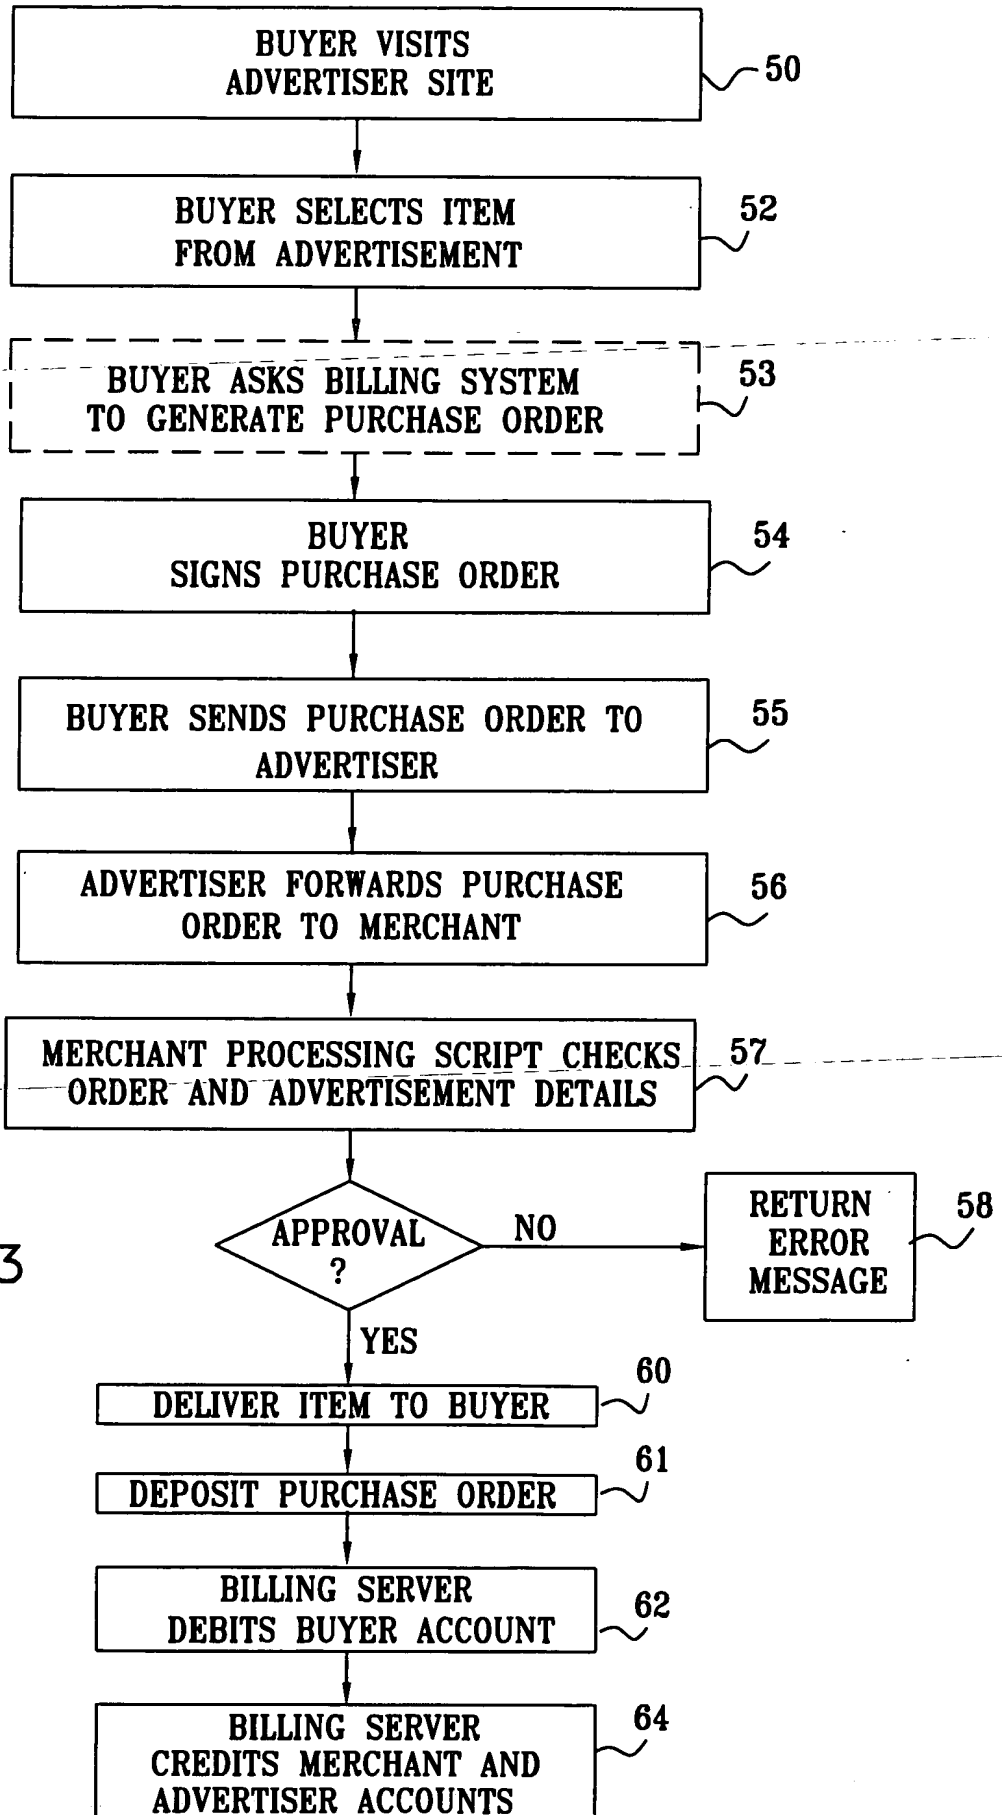 BUYER VISITS
ADVERTISER SITE
50
BUYER SELECTS ITEM
FROM ADVERTISEMENT
52
BUYER ASKS BILLING SYSTEM
TO GENERATE PURCHASE ORDER
53
BUYER
SIGNS PURCHASE ORDER
54
BUYER SENDS PURCHASE ORDER TO
ADVERTISER
55
ADVERTISER FORWARDS PURCHASE
ORDER TO MERCHANT
56
MERCHANT PROCESSING SCRIPT CHECKS
ORDER AND ADVERTISEMENT DETAILS
57
APPROVAL
?
NO
RETURN
ERROR
MESSAGE
58
3
YES
DELIVER ITEM TO BUYER
60
DEPOSIT PURCHASE ORDER
61
BILLING SERVER
DEBITS BUYER ACCOUNT
62
BILLING SERVER
CREDITS MERCHANT AND
ADVERTISER ACCOUNTS
64